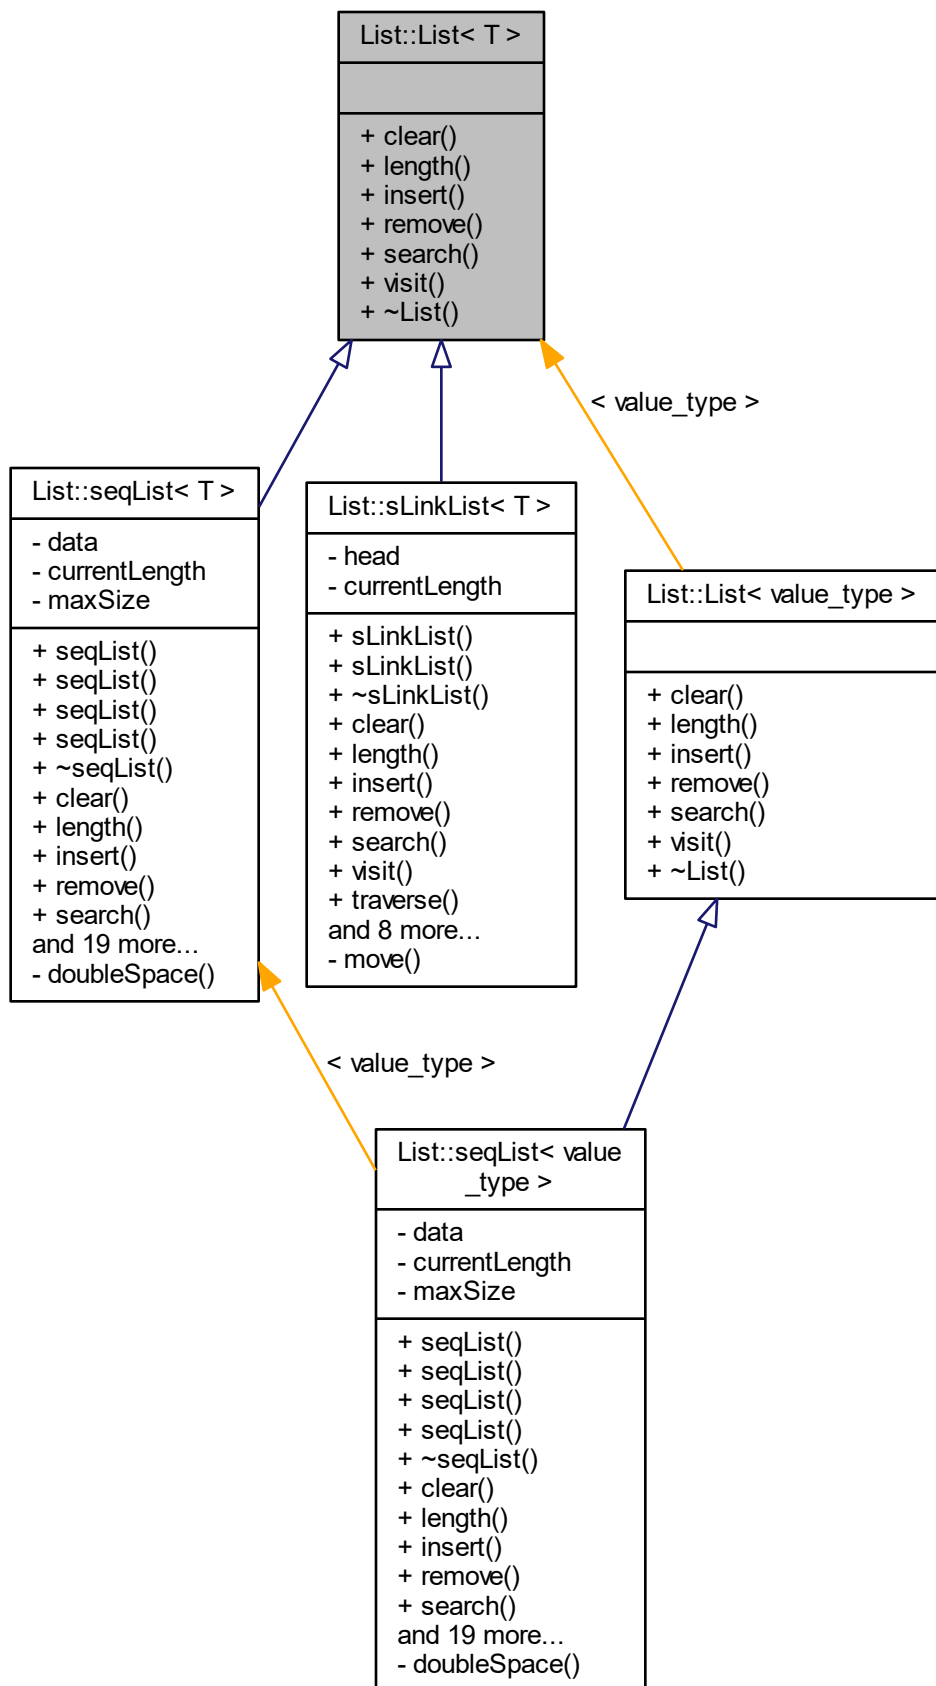 List::List< T >
+ clear()
+ length()
+ insert()
+ remove()
+ search()
+ visit()
+ ~List()
< value_type >
List::seqList< T >
- data
- currentLength
- maxSize
+ seqList()
+ seqList()
+ seqList()
+ seqList()
+ ~seqList()
+ clear()
+ length()
+ insert()
+ remove()
+ search()
and 19 more...
- doubleSpace()
List::sLinkList< T >
- head
- currentLength
+ sLinkList()
+ sLinkList()
+ ~sLinkList()
+ clear()
+ length()
+ insert()
+ remove()
+ search()
+ visit()
+ traverse()
and 8 more...
- move()
List::List< value_type >
+ clear()
+ length()
+ insert()
+ remove()
+ search()
+ visit()
+ ~List()
< value_type >
List::seqList< value
_type >
- data
- currentLength
- maxSize
+ seqList()
+ seqList()
+ seqList()
+ seqList()
+ ~seqList()
+ clear()
+ length()
+ insert()
+ remove()
+ search()
and 19 more...
- doubleSpace()